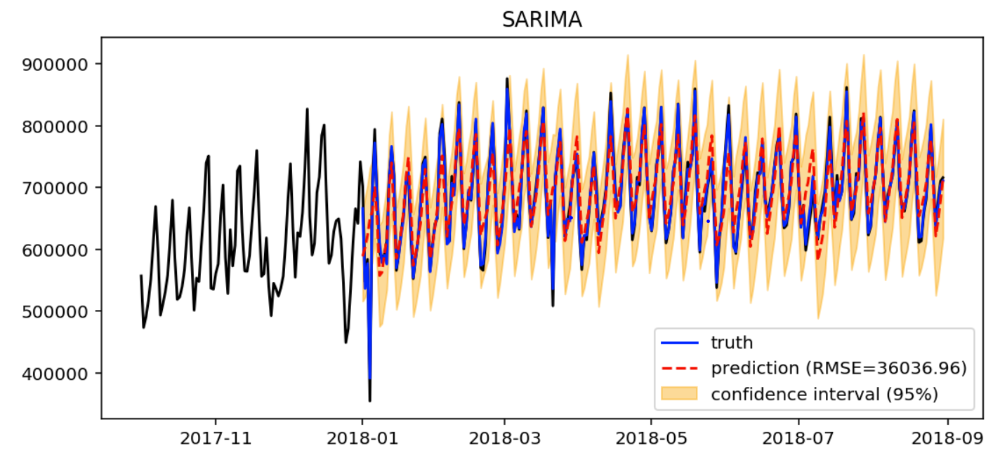 SARIMA
900000
800000
700000
600000
500000
400000
truth
prediction (RMSE=36036.96)
confidence interval (95%)
2017-11 2018-01 2018-03 2018-05 2018-07 2018-09